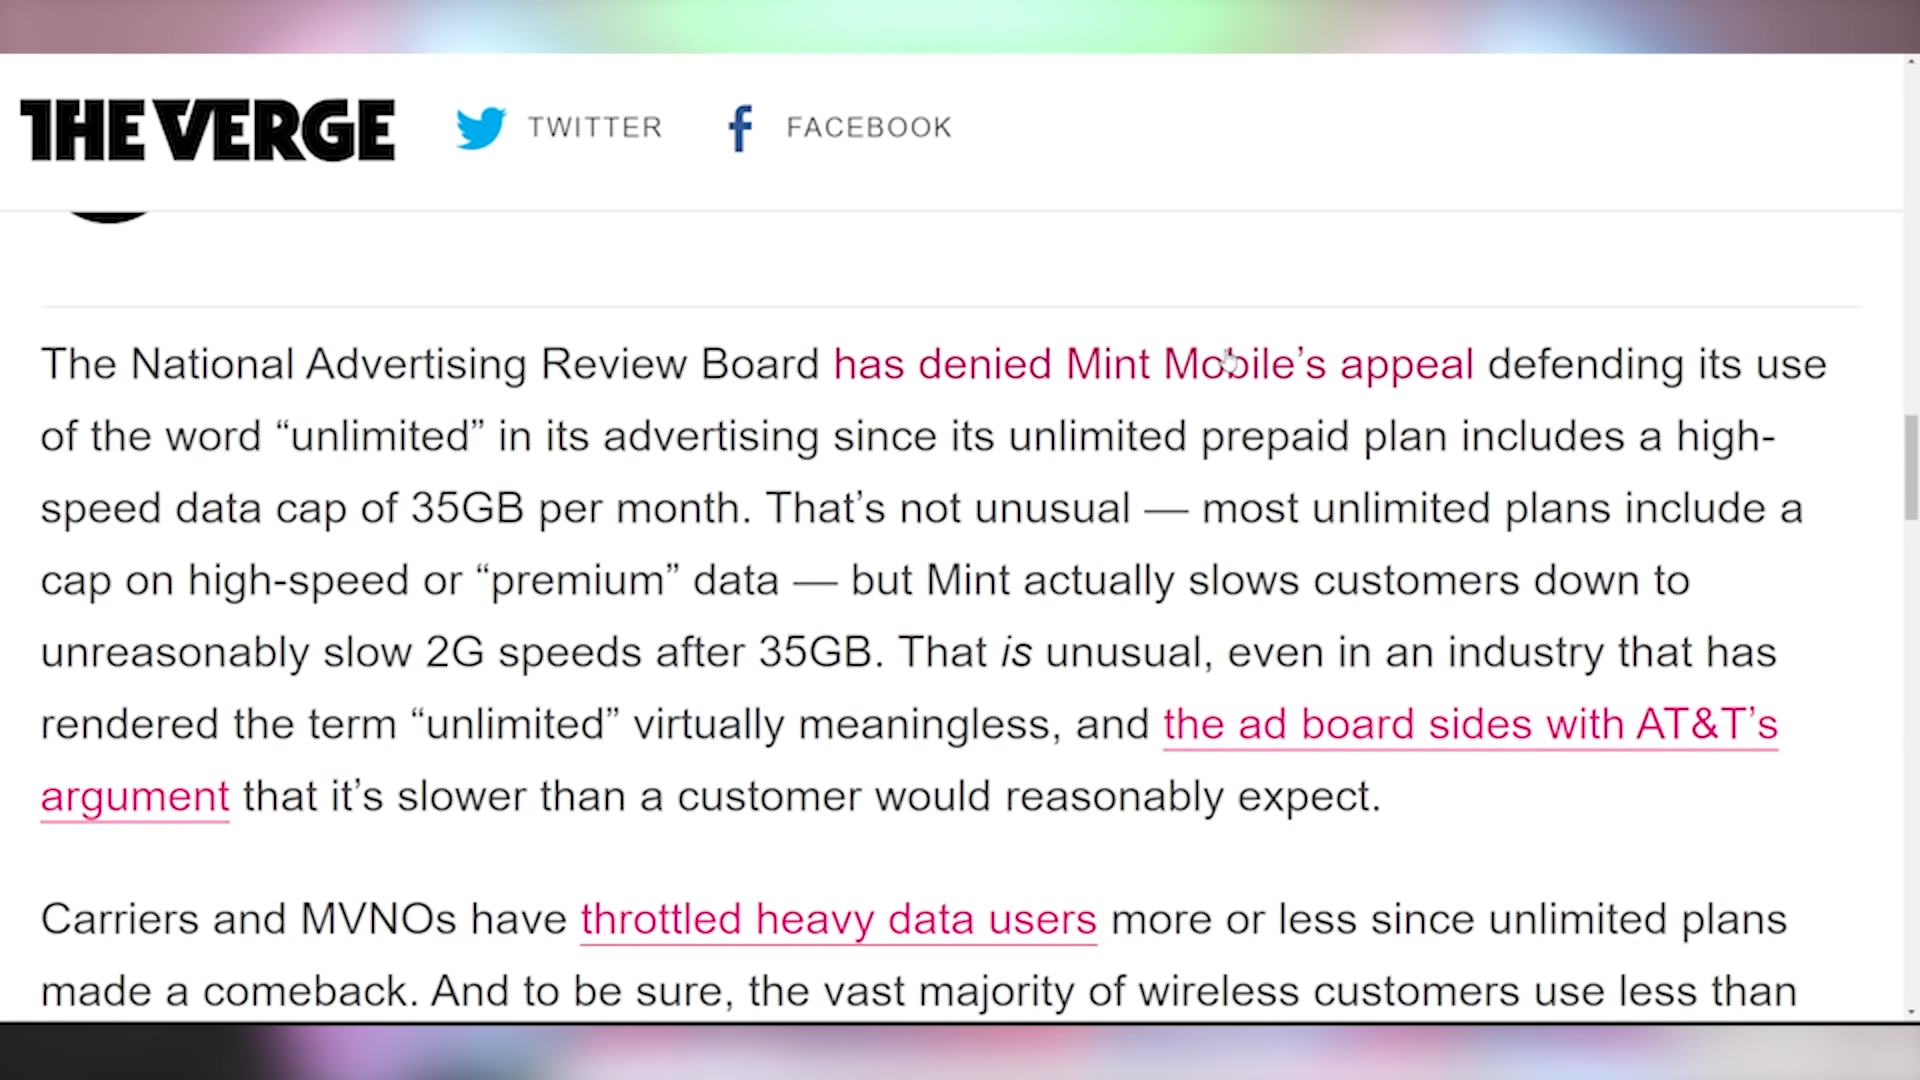 THE VERGE TWITTER FACEBOOK
The National Advertising Review Board has denied Mint Mobile’s appeal defending its use
of the word “unlimited” in its advertising since its unlimited prepaid plan includes a high-
speed data cap of 35GB per month. That’s not unusual — most unlimited plans include a
cap on high-speed or “premium” data — but Mint actually slows customers down to
unreasonably slow 2G speeds after 35GB. That is unusual, even in an industry that has
rendered the term “unlimited” virtually meaningless, and the ad board sides with AT&T’s
argument that it’s slower than a customer would reasonably expect.
Carriers and MVNOs have throttled heavy data users more or less since unlimited plans
made a comeback. And to be sure, the vast majority of wireless customers use less than